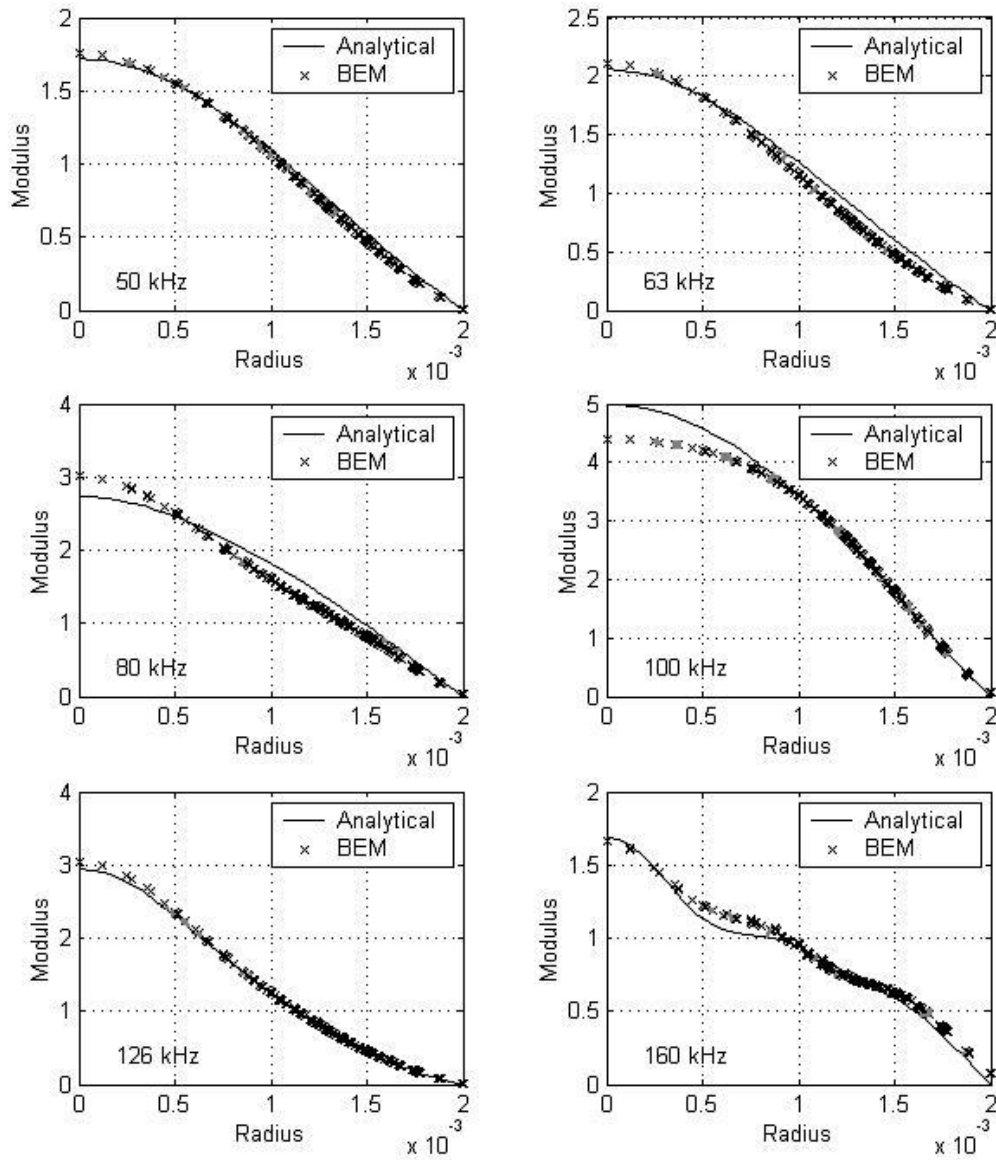 2
1.5
1
0.5
0
Modulus
Analytical
BEM
50 kHz
0 0.5 1 1.5 2
Radius
x 10-3
2.5
2
1.5
1
0.5
0
Modulus
Analytical
BEM
63 kHz
0 0.5 1 1.5 2
Radius
x 10-3
4
3
2
1
0
Modulus
Analytical
BEM
80 kHz
0 0.5 1 1.5 2
Radius
x 10-3
5
4
3
2
1
0
Modulus
Analytical
BEM
100 kHz
0 0.5 1 1.5 2
Radius
x 10-3
4
3
2
1
0
Modulus
Analytical
BEM
126 kHz
0 0.5 1 1.5 2
Radius
x 10-3
2
1.5
1
0.5
0
Modulus
Analytical
BEM
160 kHz
0 0.5 1 1.5 2
Radius
x 10-3